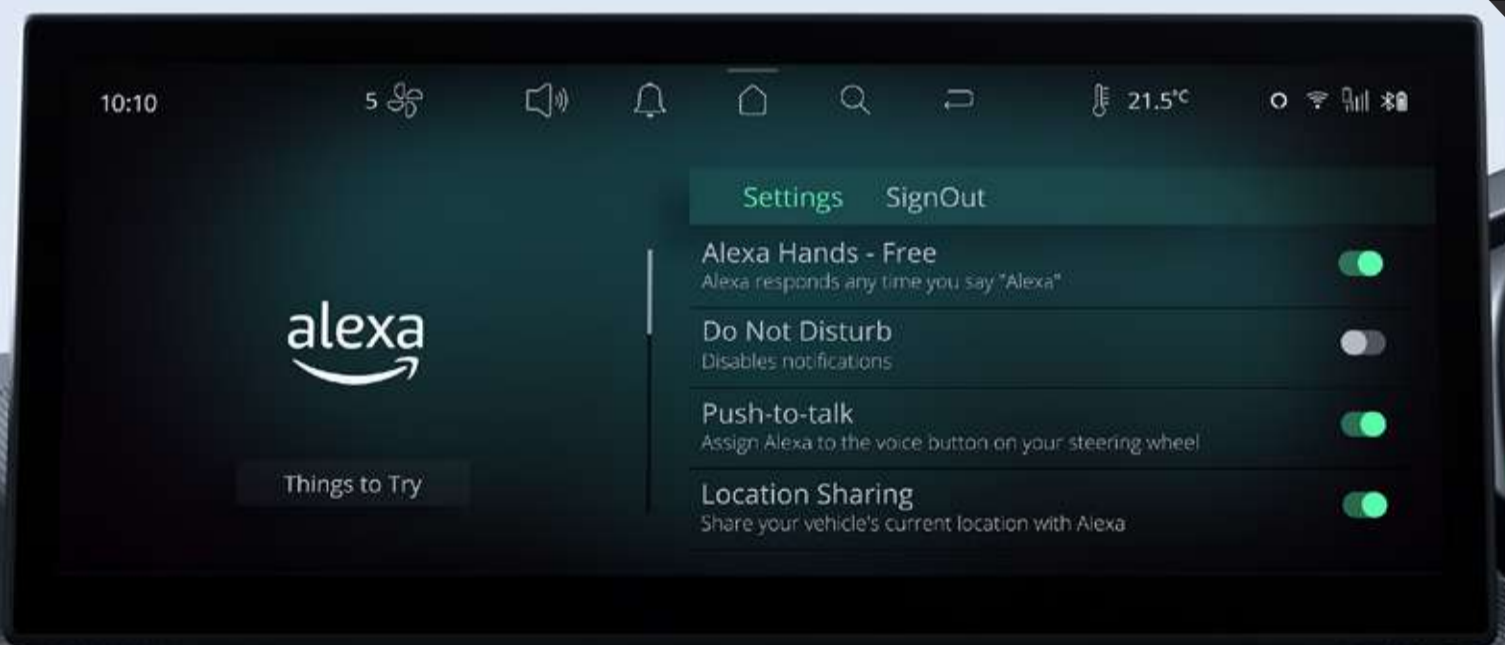 10:10
5
21.5°C
Settings SignOut
Alexa Hands - Free
Alexa responds any time you say "Alexa"
Do Not Disturb
Disables notifications
alexa
Push-to-talk
Assign Alexa to the voice button on your steering wheel
Things to Try
Location Sharing
Share your vehicle's current location with Alexa